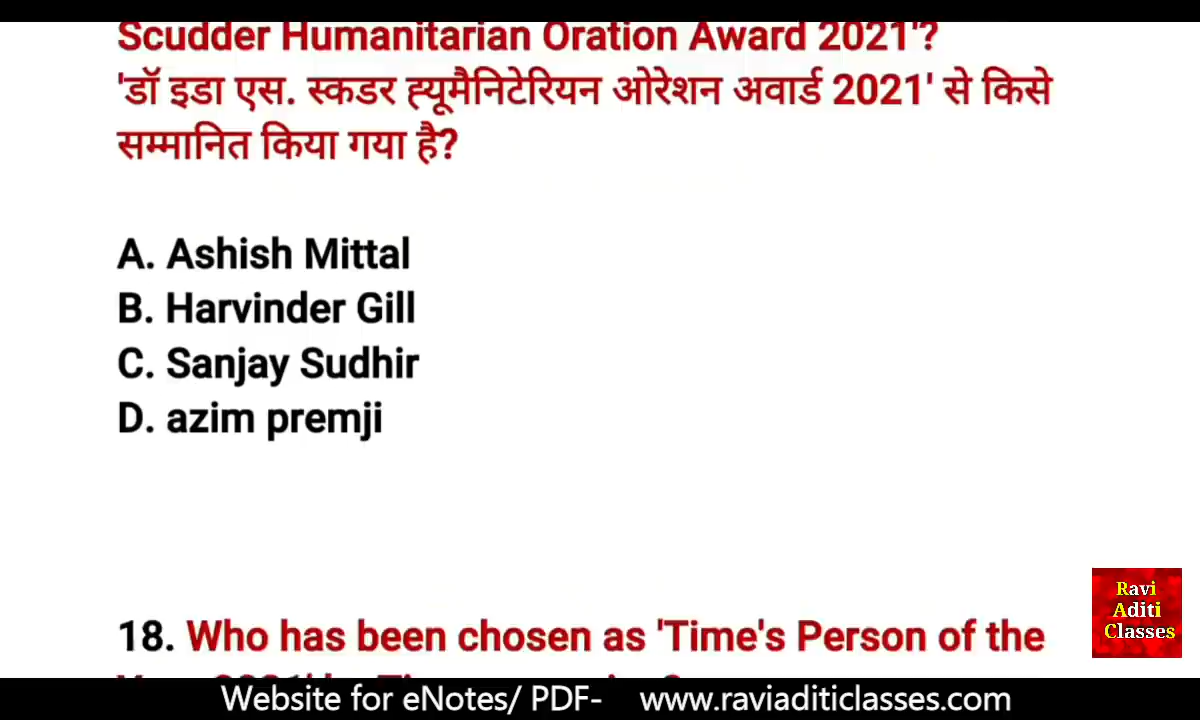 Scudder Humanitarian Oration Award 2021'?
'डॉ इडा एस. स्कडर ह्यूमैनिटेरियन ओरेशन अवार्ड 2021' से किसे
सम्मानित किया गया है?
A. Ashish Mittal
B. Harvinder Gill
C. Sanjay Sudhir
D. azim premji
18. Who has been chosen as 'Time's Person of the
Ravi
Aditi
Classes
Website for eNotes/ PDF- www.raviaditiclasses.com